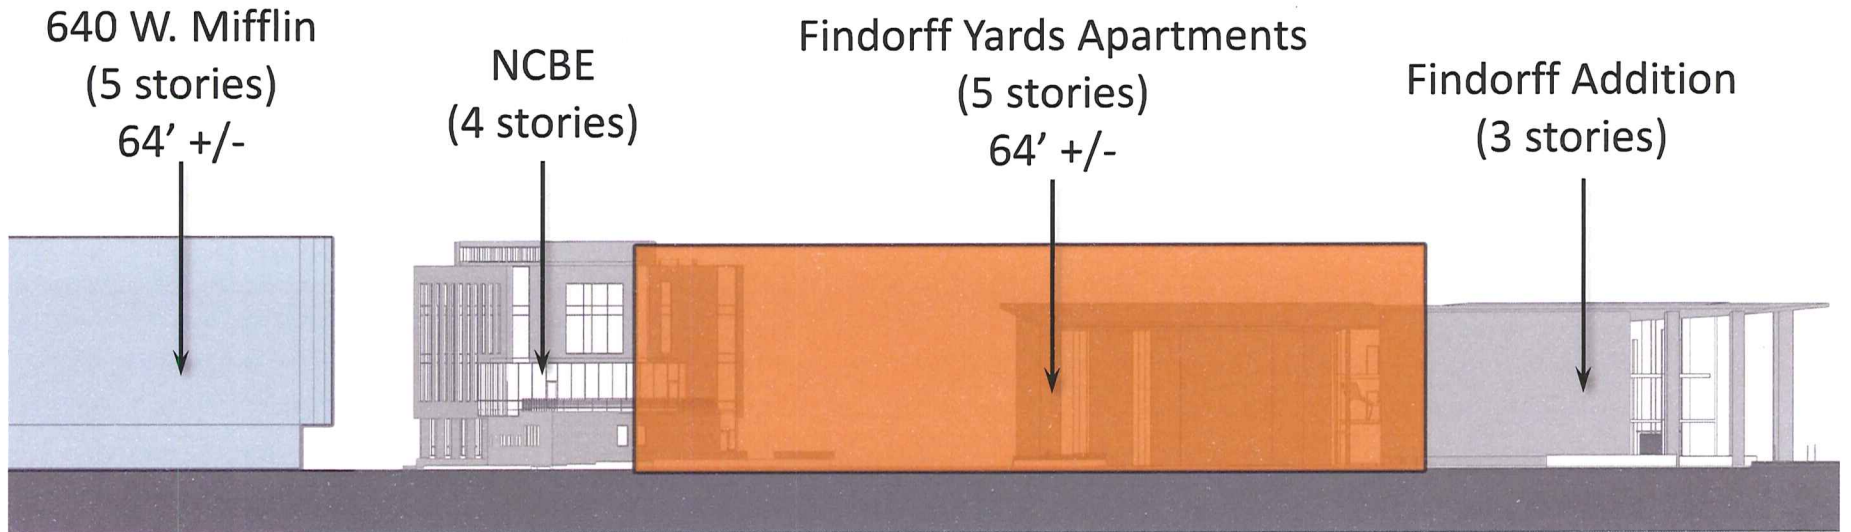 640 W. Mifflin
(5 stories)
64’ +/-
NCBE
(4 stories)
Findorff Yards Apartments
(5 stories)
64’ +/-
Findorff Addition
(3 stories)